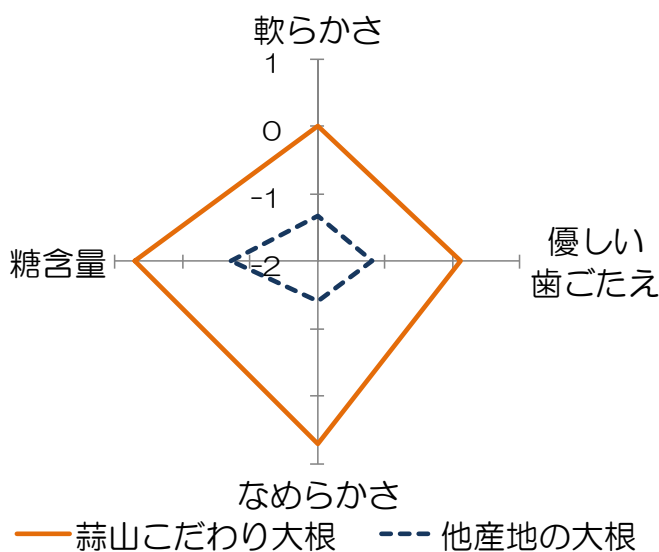 軟らかさ
1
0
-1
-2
糖含量
優しい
歯ごたえ
なめらかさ
蒜山こだわり大根
他産地の大根